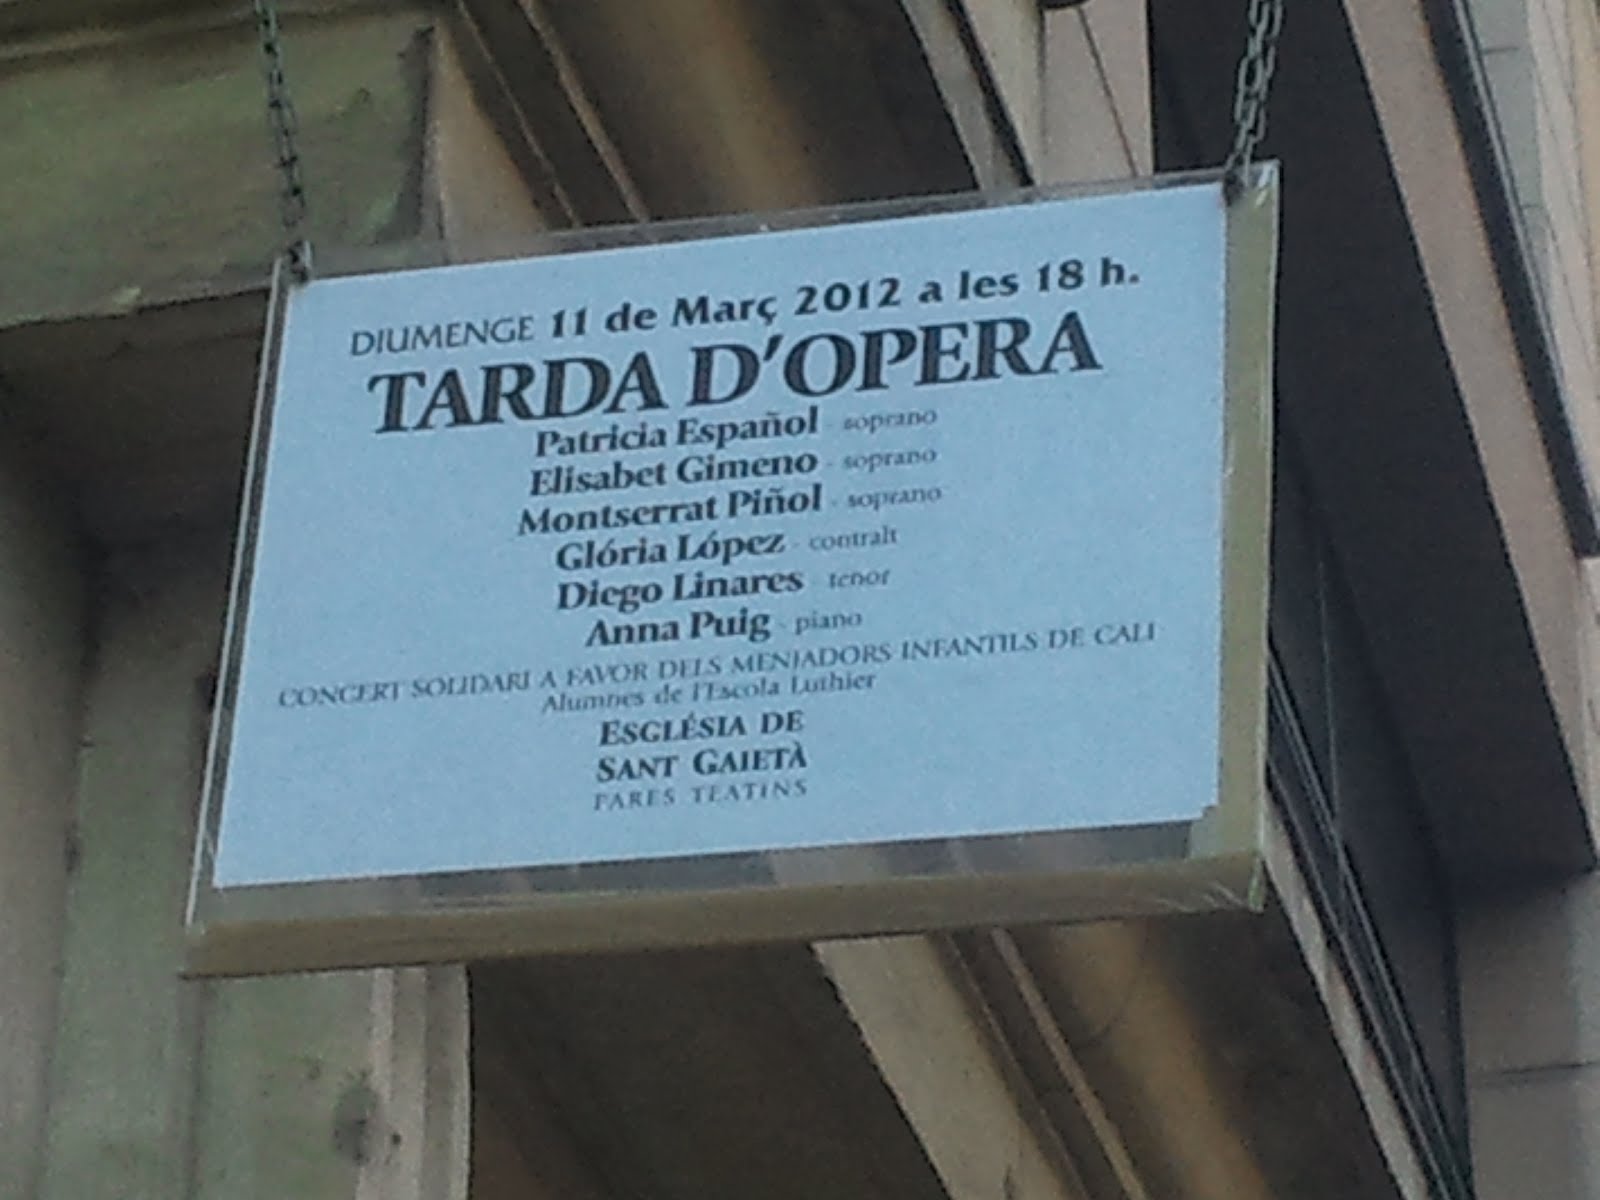 DIUMENGE 11 de Març 2012 a les 18 h.
TARDA D'OPERA
Patricia Español - soprano
Elisabet Gimeno - soprano
Montserrat Piñol - soprano
Glória López - contralt
Diego Linares - tenor
Anna Puig - piano
CONCERT SOLIDARI A FAVOR DELS MENJADORS INFANTILS DE CALI
Alumnes de l'Escola Luthier
ESGLÉSIA DE
SANT GAIETÀ
PARES TEATINS